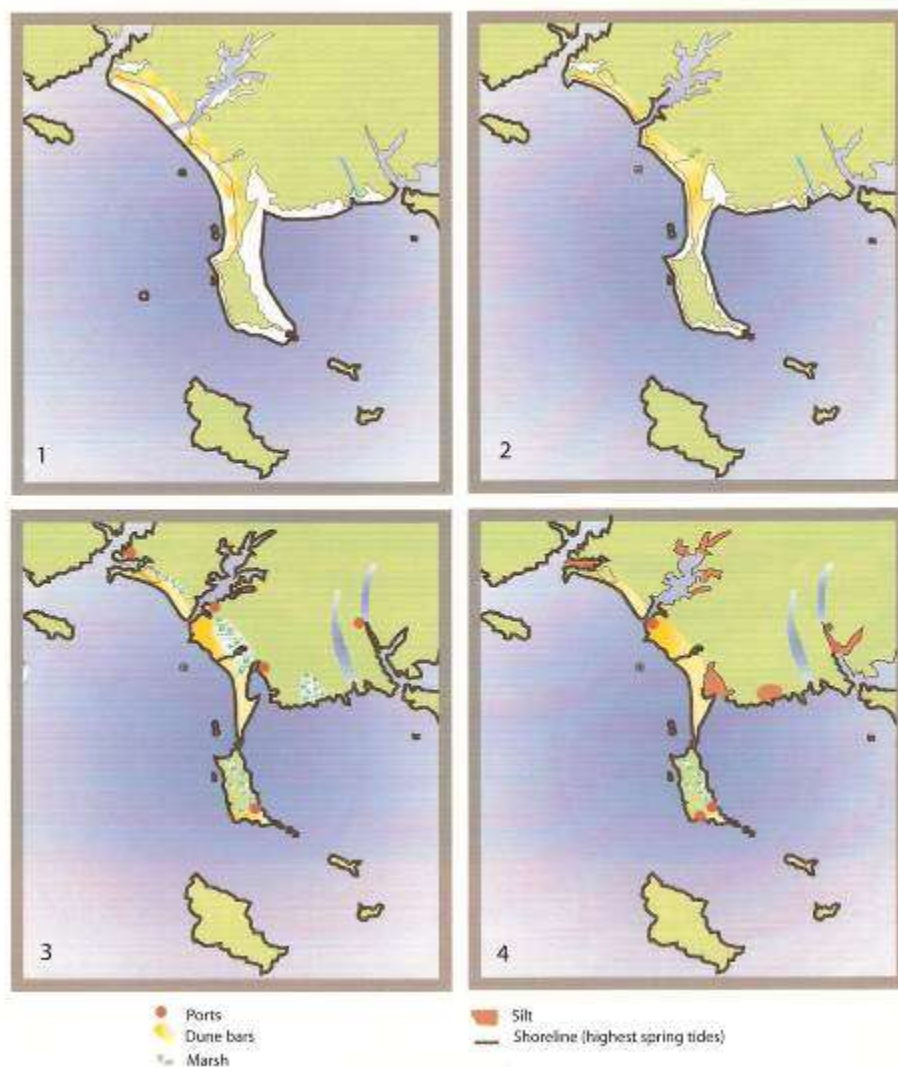 1
2
3
4
Ports
Dune bars
Marsh
Silt
Shoreline (highest spring tides)